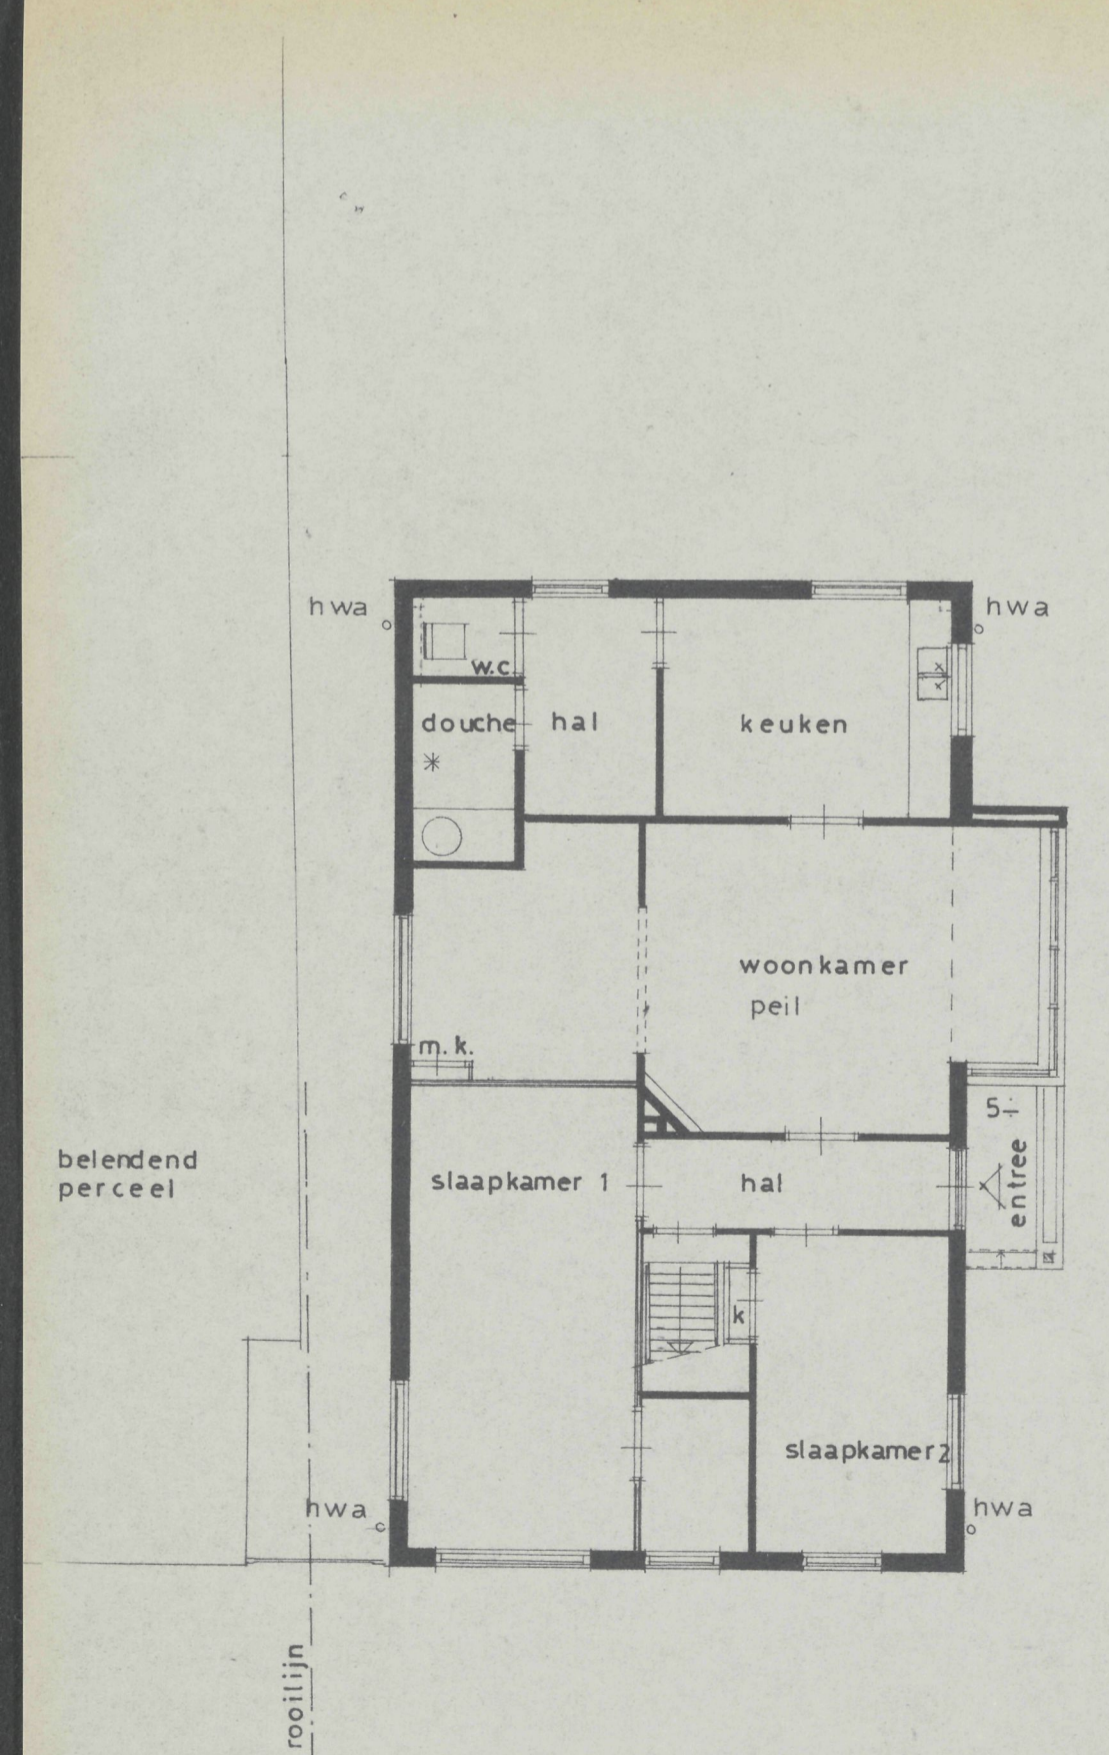 hwa
hwa
w.c.
douche
hal
keuken
woonkamer
peil
m.k.
5÷
entree
belendend
perceel
slaapkamer 1
hal
k
slaapkamer 2
hwa
hwa
rooilijn